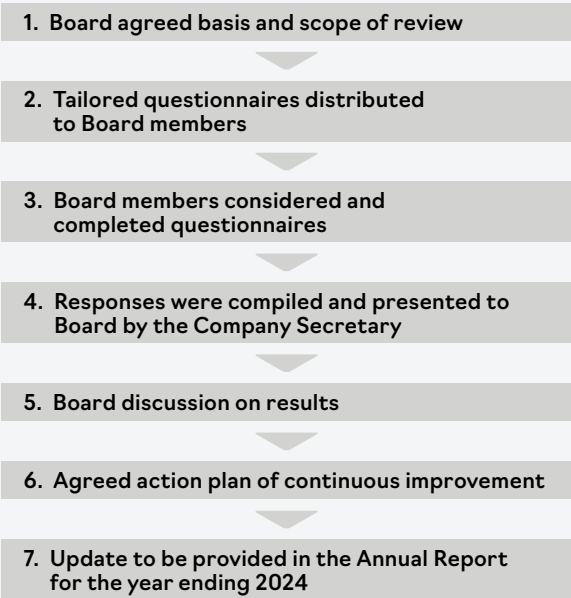 1. Board agreed basis and scope of review
2. Tailored questionnaires distributed
to Board members
3. Board members considered and
completed questionnaires
4. Responses were compiled and presented to
Board by the Company Secretary
5. Board discussion on results
6. Agreed action plan of continuous improvement
7. Update to be provided in the Annual Report
for the year ending 2024